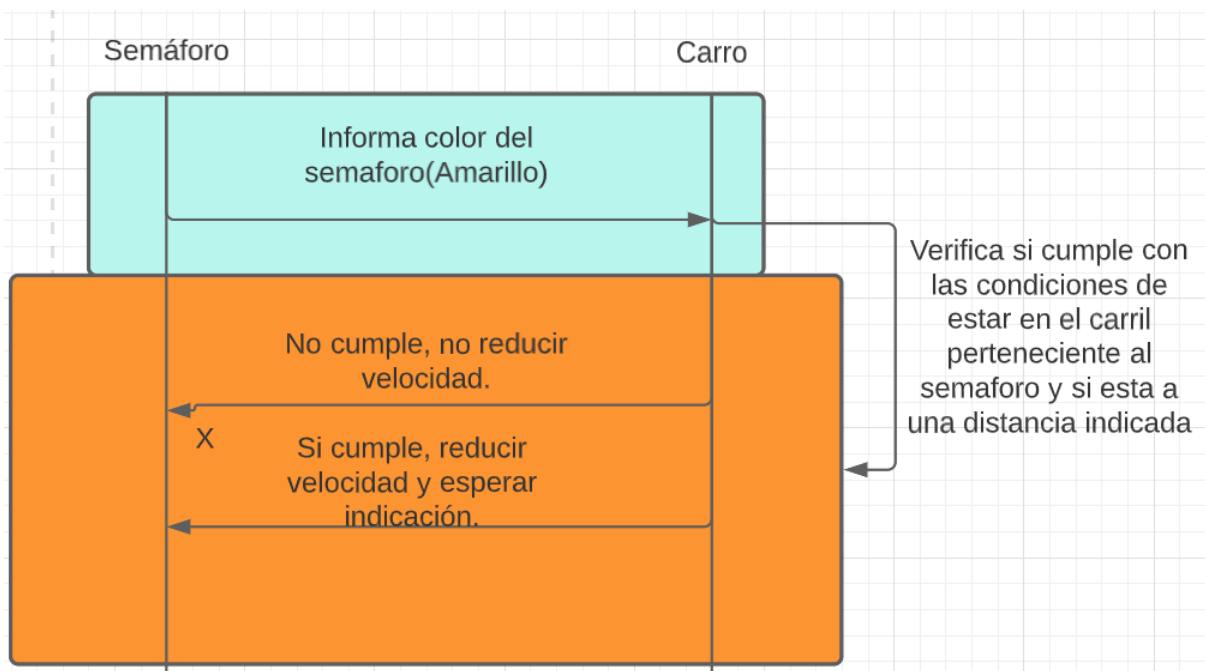 Semáforo
Carro
Informa color del
semaforo(Amarillo)
Verifica si cumple con
las condiciones de
estar en el carril
perteneciente al
semaforo y si esta a
una distancia indicada
No cumple, no reducir
velocidad.
X
Si cumple, reducir
velocidad y esperar
indicación.